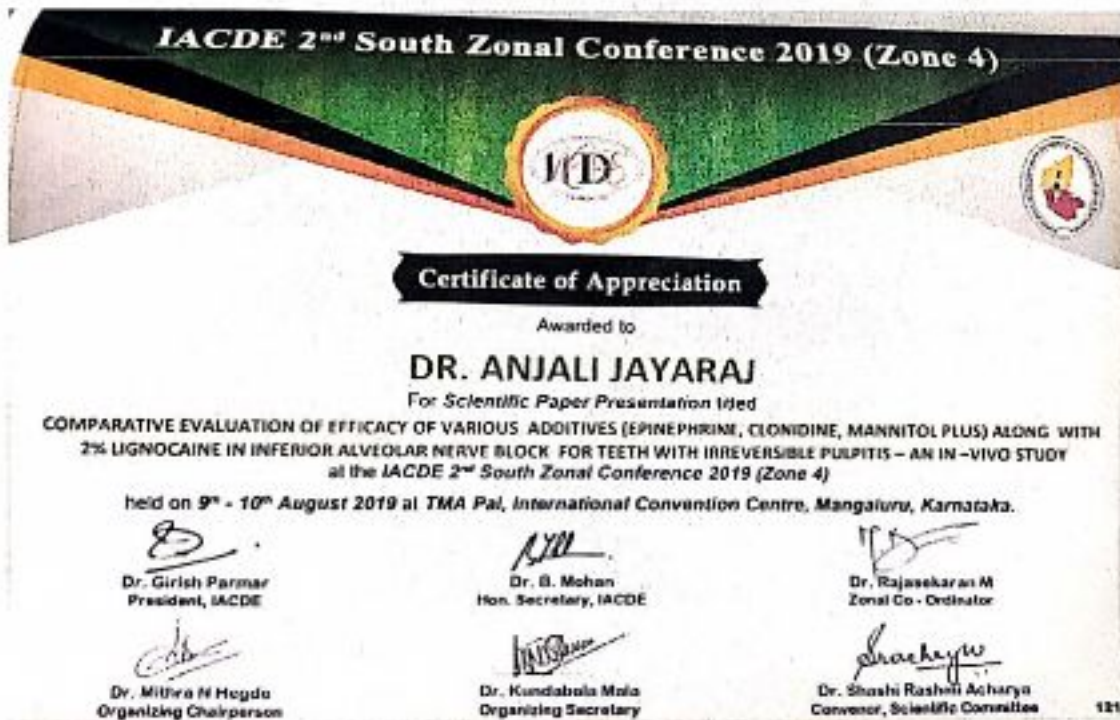 IACDE 2nd South Zonal Conference 2019 (Zone 4)
Certificate of Appreciation
Awarded to
DR. ANJALI JAYARAJ
For Scientific Paper Presentation titled
COMPARATIVE EVALUATION OF EFFICACY OF VARIOUS ADDITIVES (EPINEPHRINE, CLONIDINE, MANNITOL PLUS) ALONG WITH
2% LIGNOCAINE IN INFERIOR ALVEOLAR NERVE BLOCK FOR TEETH WITH IRREVERSIBLE PULPITIS – AN IN –VIVO STUDY
at the IACDE 2nd South Zonal Conference 2019 (Zone 4)
held on 9th - 10th August 2019 at TMA Pai, International Convention Centre, Mangaluru, Karnataka.
Dr. Girish Parmar
President, IACDE
Dr. B. Mohan
Hon. Secretary, IACDE
Dr. Rajasekaran M
Zonal Co - Ordinator
Dr. Mithra N Hegde
Organizing Chairperson
Dr. Kundabala Mala
Organizing Secretary
Dr. Shashi Rashmi Acharya
Convenor, Scientific Committee